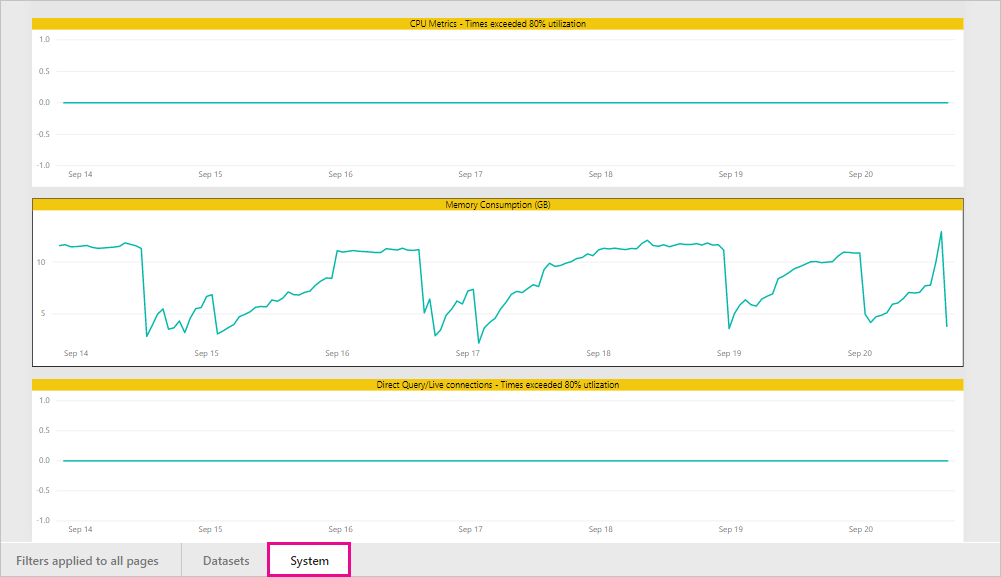 CPU Metrics - Times exceeded 80% utilization
1.0
0.5
0.0
-0.5
-1.0
Sep 14 Sep 15 Sep 16 Sep 17 Sep 18 Sep 19 Sep 20
Memory Consumption (GB)
10
5
Sep 14 Sep 15 Sep 16 Sep 17 Sep 18 Sep 19 Sep 20
Direct Query/Live connections - Times exceeded 80% utlization
1.0
0.5
0.0
-0.5
-1.0
Sep 14 Sep 15 Sep 16 Sep 17 Sep 18 Sep 19 Sep 20
Filters applied to all pages Datasets System